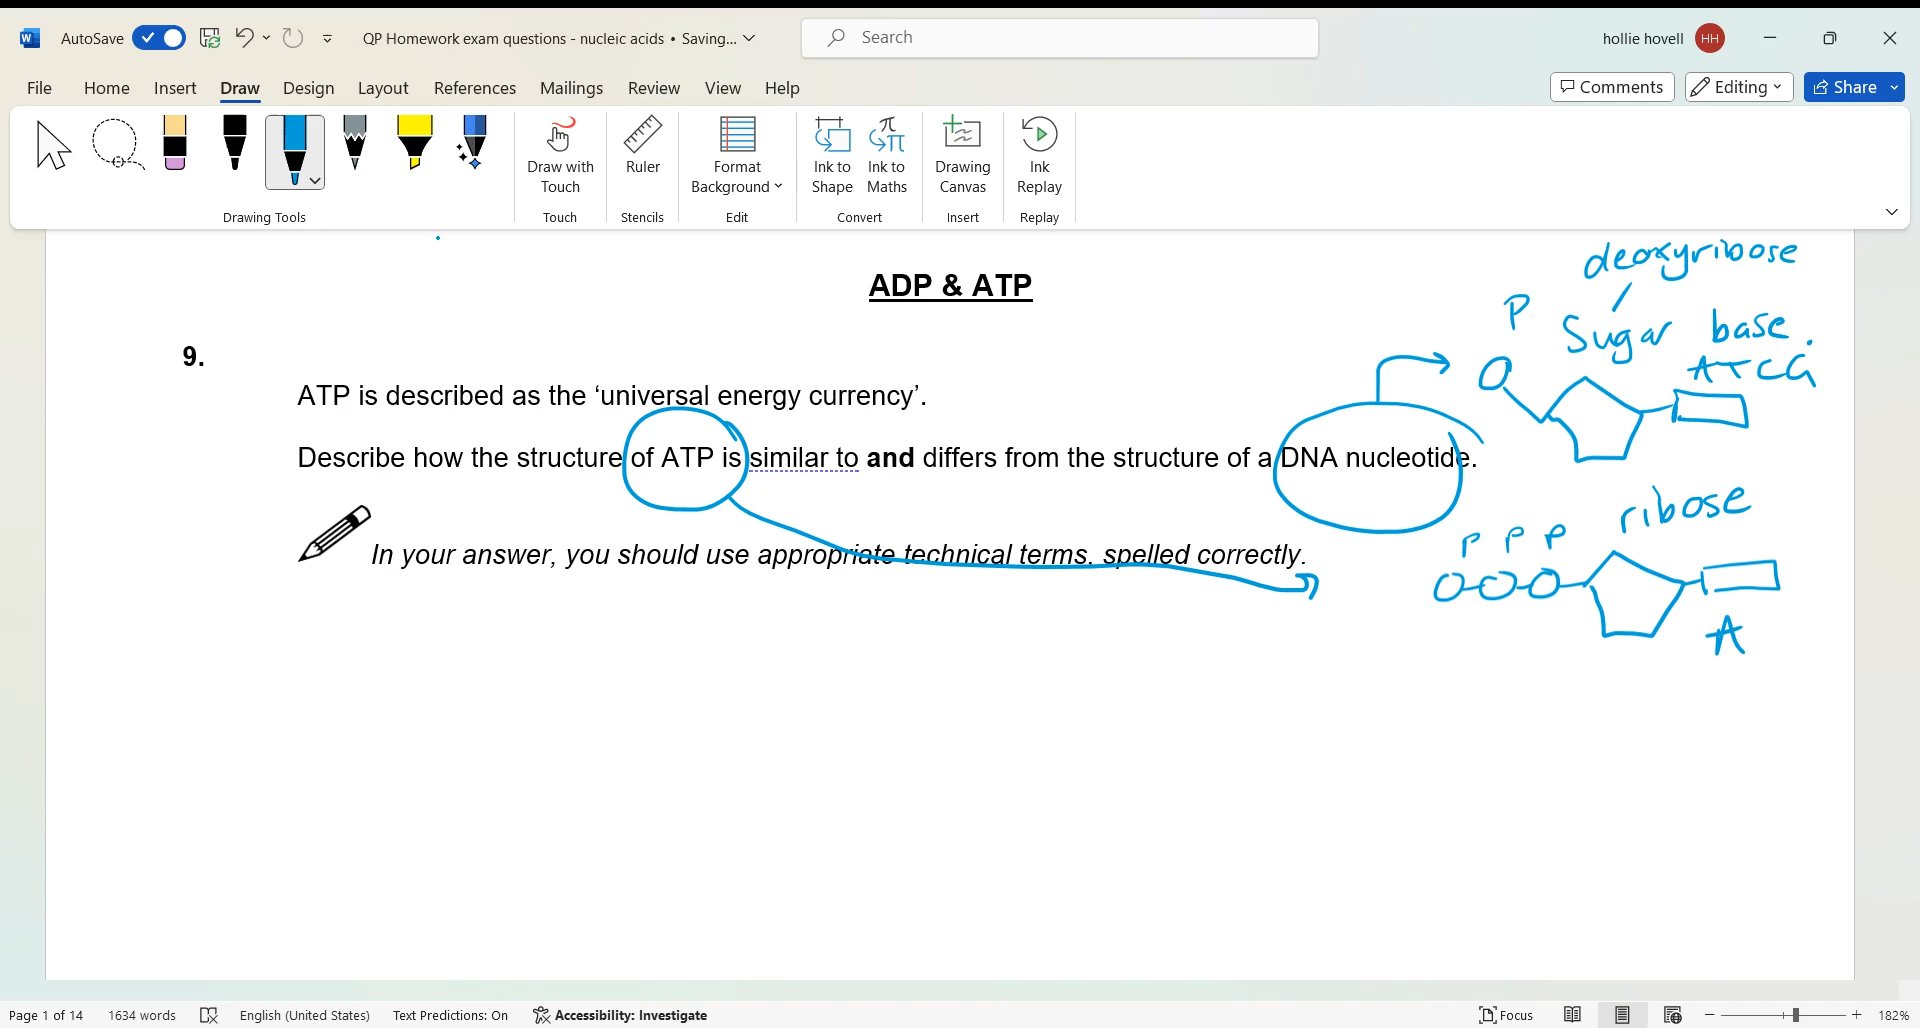 AutoSave
QP Homework exam questions - nucleic acids • Saving...
Search
hollie hovell
HH
File Home Insert Draw Design Layout References Mailings Review View Help
Comments Editing Share
Draw with Touch
Ruler
Format Background
Ink to Shape
Ink to Maths
Drawing Canvas
Ink Replay
Drawing Tools Touch Stencils Edit Convert Insert Replay
deoxyribose
ADP & ATP
P Sugar base.
ATCG
9.
ATP is described as the ‘universal energy currency’.
Describe how the structure of ATP is similar to and differs from the structure of a DNA nucleotide.
ribose
P P P
In your answer, you should use appropriate technical terms, spelled correctly.
A
Page 1 of 14 1634 words English (United States) Text Predictions: On Accessibility: Investigate Focus 182%